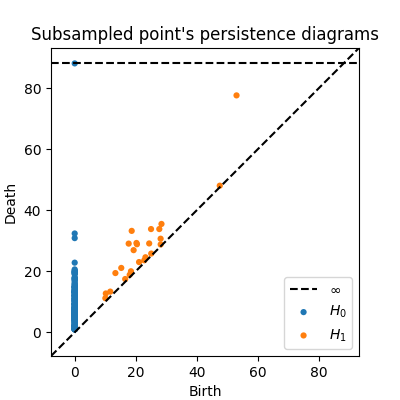 Subsampled point's persistence diagrams
Death
80
60
40
20
0
∞
H₀
H₁
0 20 40 60 80
Birth